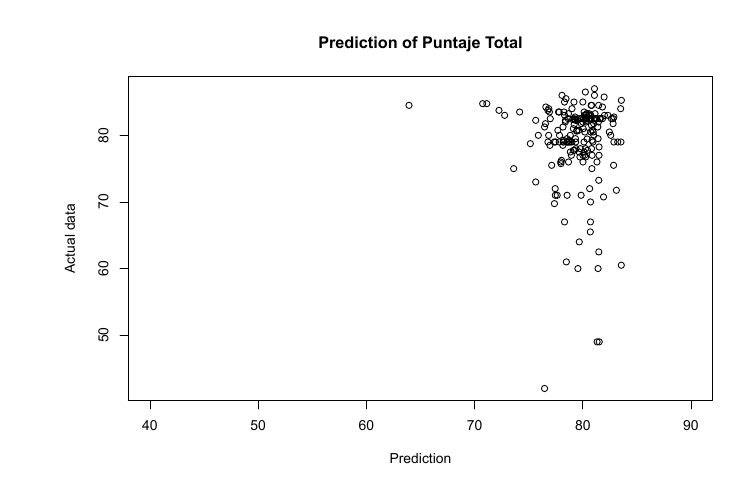 Prediction of Puntaje Total
Actual data
80
70
60
50
40 50 60 70 80 90
Prediction